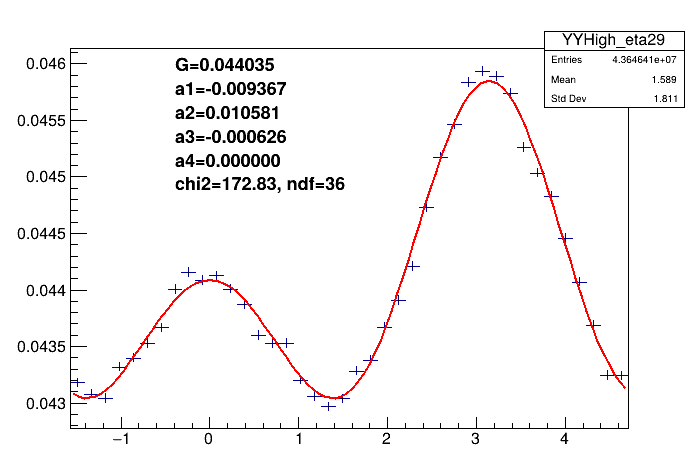 YYHigh_eta29
Entries 4.364641e+07
Mean 1.589
Std Dev 1.811
G=0.044035
a1=-0.009367
a2=0.010581
a3=-0.000626
a4=0.000000
chi2=172.83, ndf=36
0.046
0.0455
0.045
0.0445
0.044
0.0435
0.043
−1 0 1 2 3 4